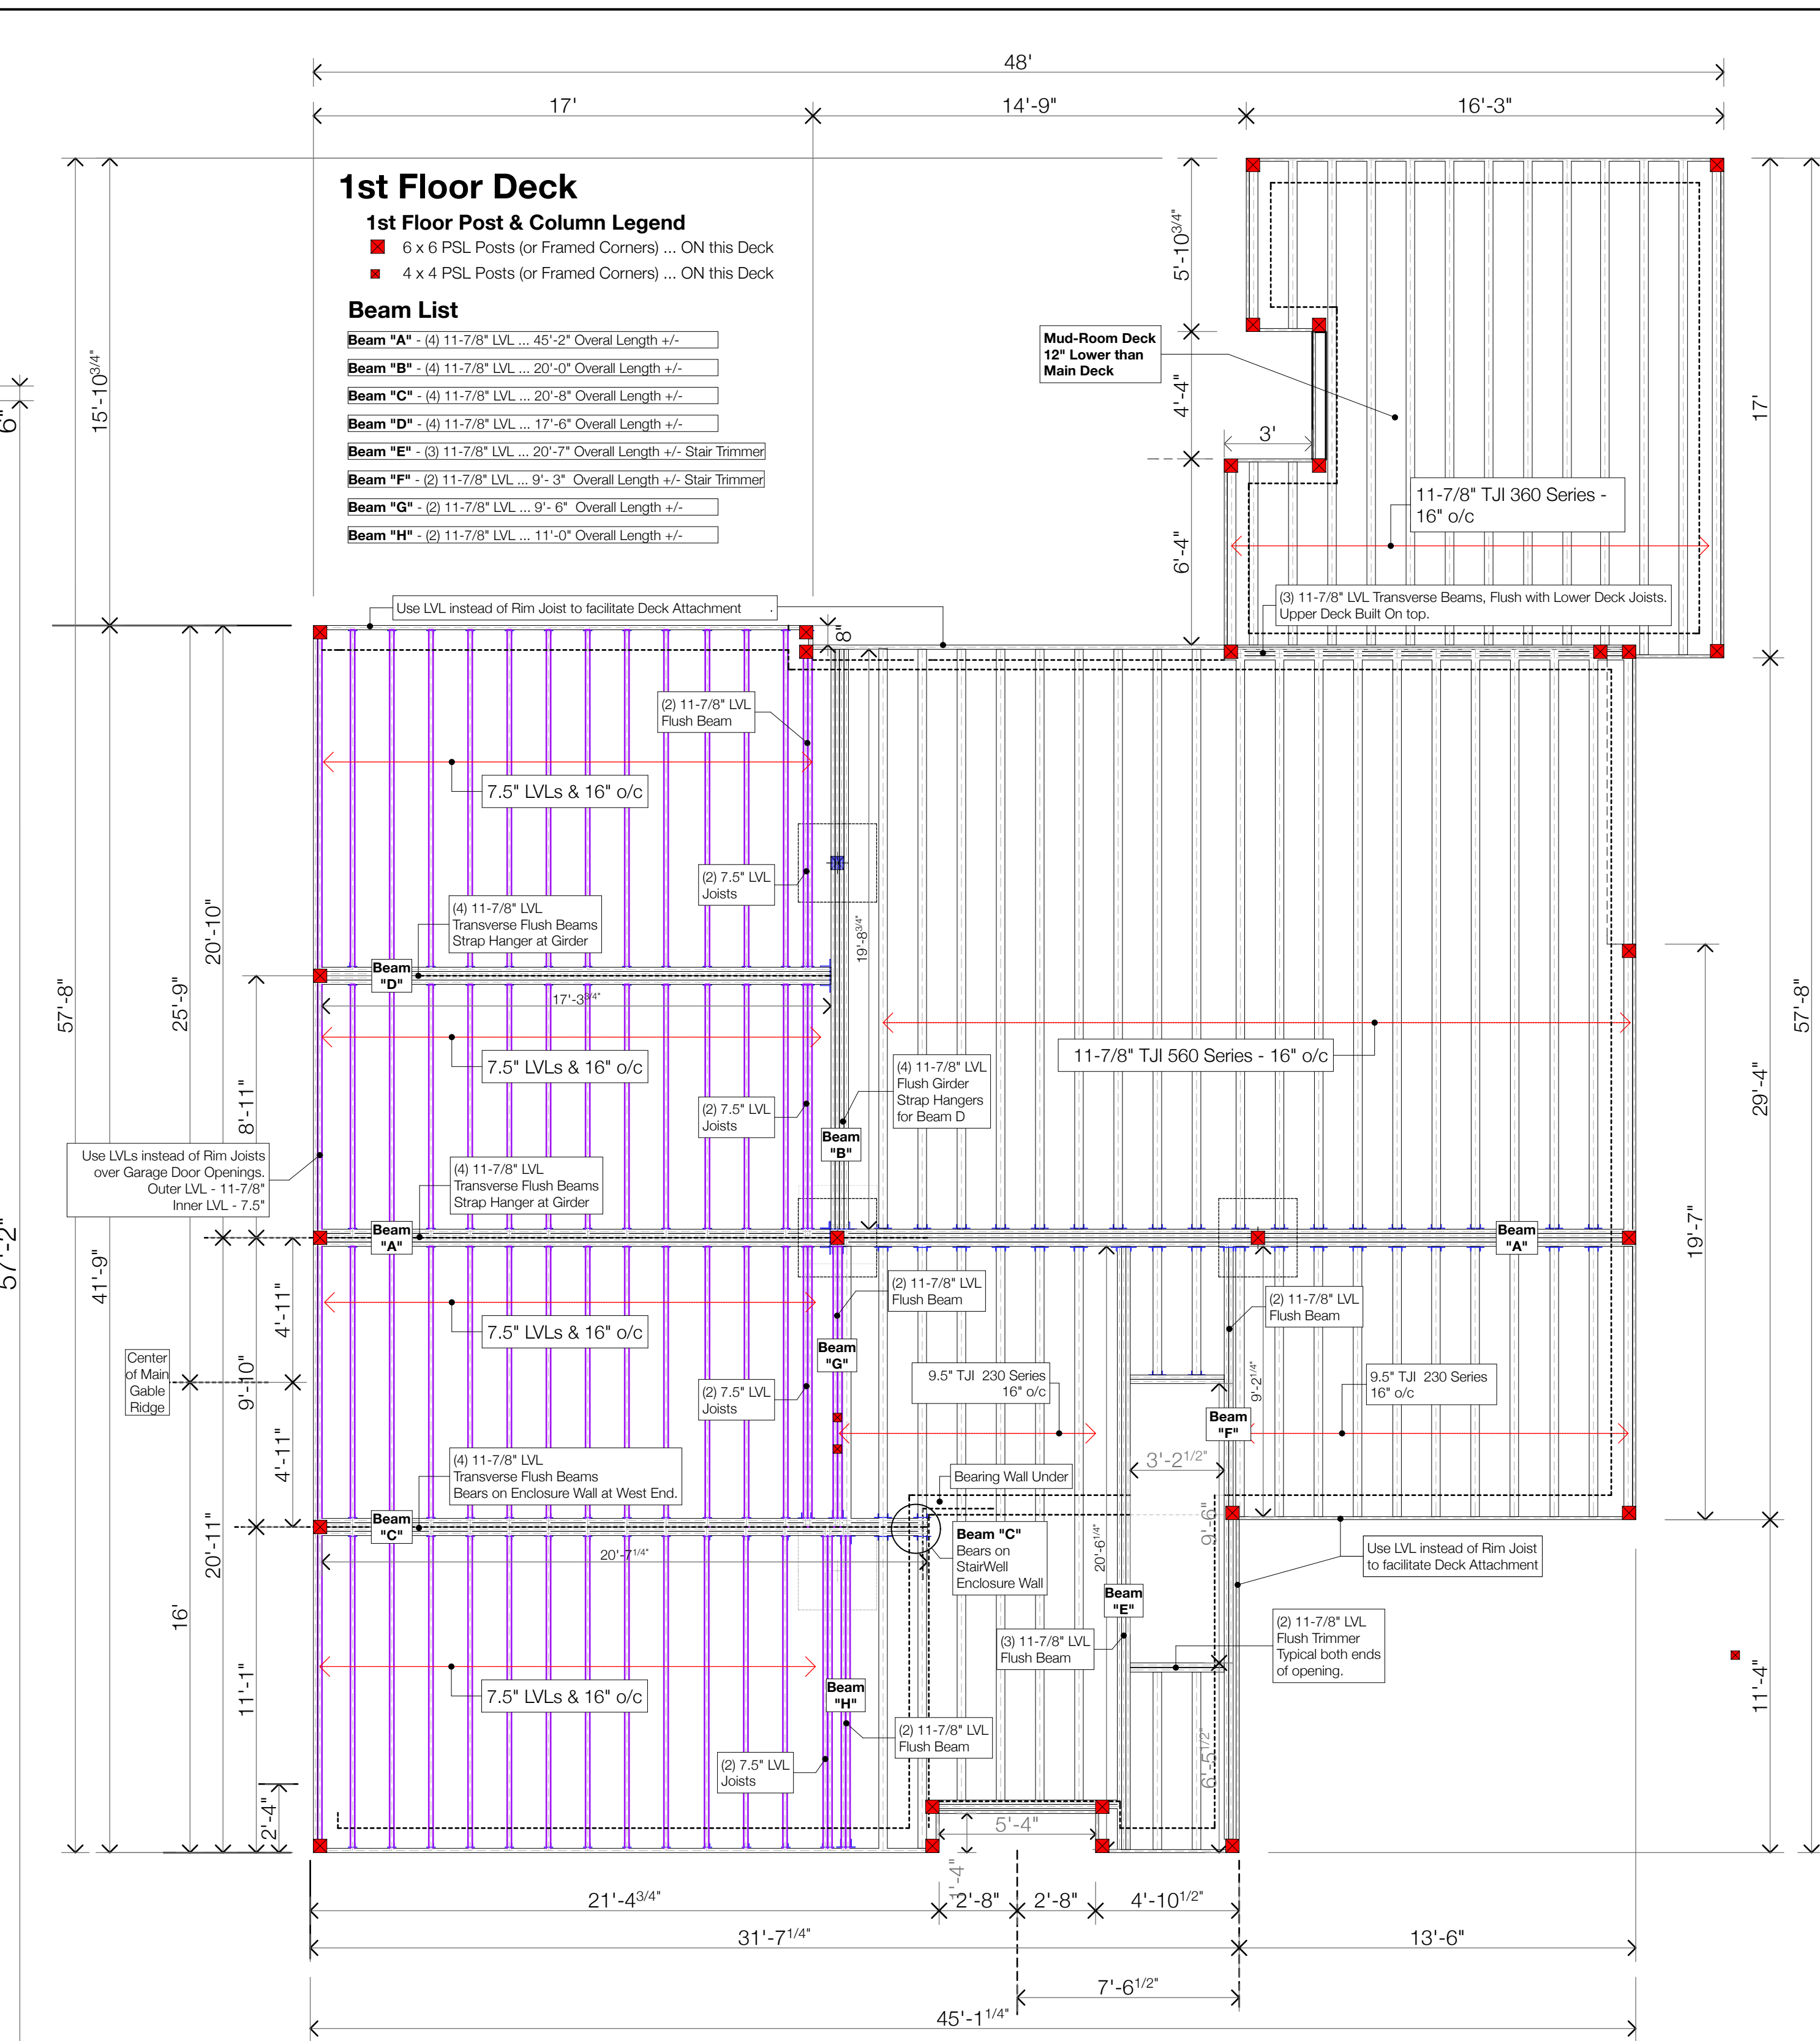 48'
17'
14'-9"
16'-3"
1st Floor Deck
1st Floor Post & Column Legend
6 x 6 PSL Posts (or Framed Corners) ... ON this Deck
4 x 4 PSL Posts (or Framed Corners) ... ON this Deck
Beam List
Beam "A" - (4) 11-7/8" LVL ... 45'-2" Overal Length +/-
Beam "B" - (4) 11-7/8" LVL ... 20'-0" Overall Length +/-
Beam "C" - (4) 11-7/8" LVL ... 20'-8" Overall Length +/-
Beam "D" - (4) 11-7/8" LVL ... 17'-6" Overall Length +/-
Beam "E" - (3) 11-7/8" LVL ... 20'-7" Overall Length +/- Stair Trimmer
Beam "F" - (2) 11-7/8" LVL ... 9'- 3" Overall Length +/- Stair Trimmer
Beam "G" - (2) 11-7/8" LVL ... 9'- 6" Overall Length +/-
Beam "H" - (2) 11-7/8" LVL ... 11'-0" Overall Length +/-
5'-10 3/4"
Mud-Room Deck
12" Lower than
Main Deck
4'-4"
3'
17'
15'-10 3/4"
6"
11-7/8" TJI 360 Series -
16" o/c
6'-4"
(3) 11-7/8" LVL Transverse Beams, Flush with Lower Deck Joists.
Upper Deck Built On top.
Use LVL instead of Rim Joist to facilitate Deck Attachment .
8"
(2) 11-7/8" LVL
Flush Beam
7.5" LVLs & 16" o/c
(2) 7.5" LVL
Joists
(4) 11-7/8" LVL
Transverse Flush Beams
Strap Hanger at Girder
20'-10"
19'-8 3/4"
Beam
"D"
17'-3 3/4"
57'-8"
25'-9"
57'-8"
7.5" LVLs & 16" o/c
11-7/8" TJI 560 Series - 16" o/c
(4) 11-7/8" LVL
Flush Girder
Strap Hangers
for Beam D
8'-11"
29'-4"
(2) 7.5" LVL
Joists
Beam
"B"
Use LVLs instead of Rim Joists
over Garage Door Openings.
Outer LVL - 11-7/8"
Inner LVL - 7.5"
(4) 11-7/8" LVL
Transverse Flush Beams
Strap Hanger at Girder
19'-7"
Beam
"A"
Beam
"A"
57'-2"
41'-9"
4'-11"
(2) 11-7/8" LVL
Flush Beam
(2) 11-7/8" LVL
Flush Beam
7.5" LVLs & 16" o/c
Beam
"G"
Center
of Main
Gable
Ridge
9'-10"
(2) 7.5" LVL
Joists
9.5" TJI 230 Series
16" o/c
9'-2 1/4"
9.5" TJI 230 Series
16" o/c
Beam
"F"
4'-11"
3'-2 1/2"
(4) 11-7/8" LVL
Transverse Flush Beams
Bears on Enclosure Wall at West End.
Bearing Wall Under
Beam
"C"
Beam "C"
Bears on
StairWell
Enclosure Wall
20'-7 1/4"
20'-6 1/4"
9'-6"
Use LVL instead of Rim Joist
to facilitate Deck Attachment
20'-11"
16'
Beam
"E"
(2) 11-7/8" LVL
Flush Trimmer
Typical both ends
of opening.
(3) 11-7/8" LVL
Flush Beam
11'-1"
7.5" LVLs & 16" o/c
Beam
"H"
11'-4"
(2) 11-7/8" LVL
Flush Beam
(2) 7.5" LVL
Joists
6'-5 1/2"
2'-4"
5'-4"
1'-4"
21'-4 3/4"
2'-8"
2'-8"
4'-10 1/2"
31'-7 1/4"
13'-6"
7'-6 1/2"
45'-1 1/4"